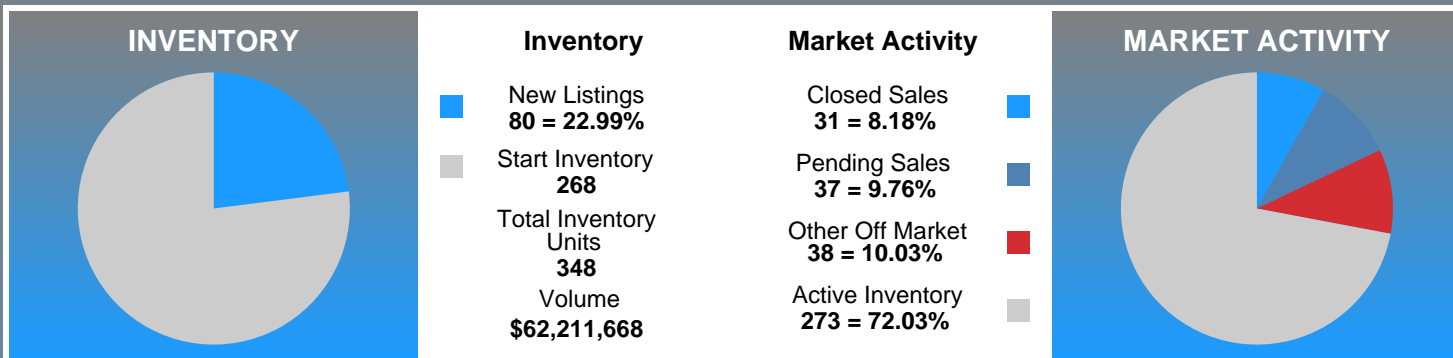 INVENTORY
Inventory
New Listings
80 = 22.99%
Start Inventory
268
Total Inventory
Units
348
Volume
$62,211,668
Market Activity
Closed Sales
31 = 8.18%
Pending Sales
37 = 9.76%
Other Off Market
38 = 10.03%
Active Inventory
273 = 72.03%
MARKET ACTIVITY